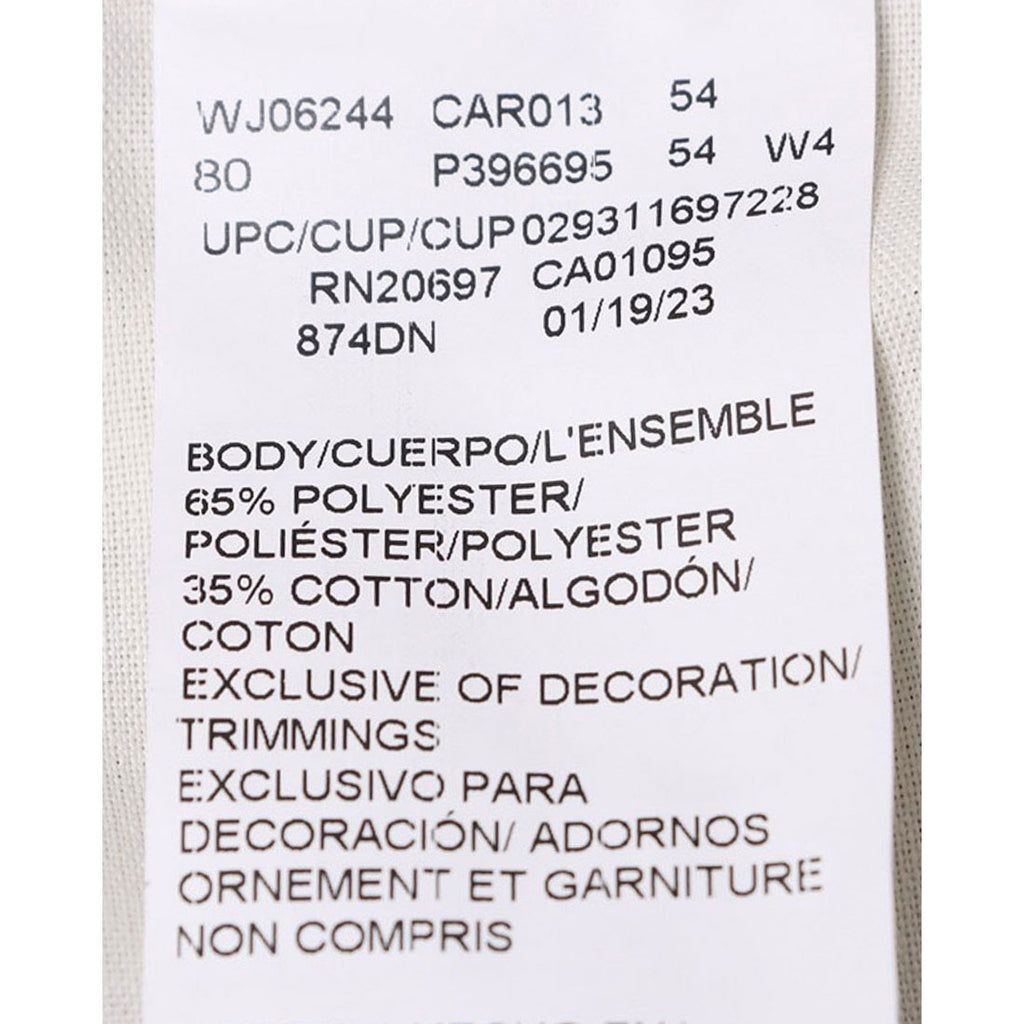 WJ06244 CAR013 54
80 P396695 54 W4
UPC/CUP/CUP 029311697228
RN20697 CA01095
874DN 01/19/23
BODY/CUERPO/L'ENSEMBLE
65% POLYESTER/
POLIÉSTER/POLYESTER
35% COTTON/ALGODÓN/
COTON
EXCLUSIVE OF DECORATION/
TRIMMINGS
EXCLUSIVO PARA
DECORACIÓN/ ADORNOS
ORNEMENT ET GARNITURE
NON COMPRIS